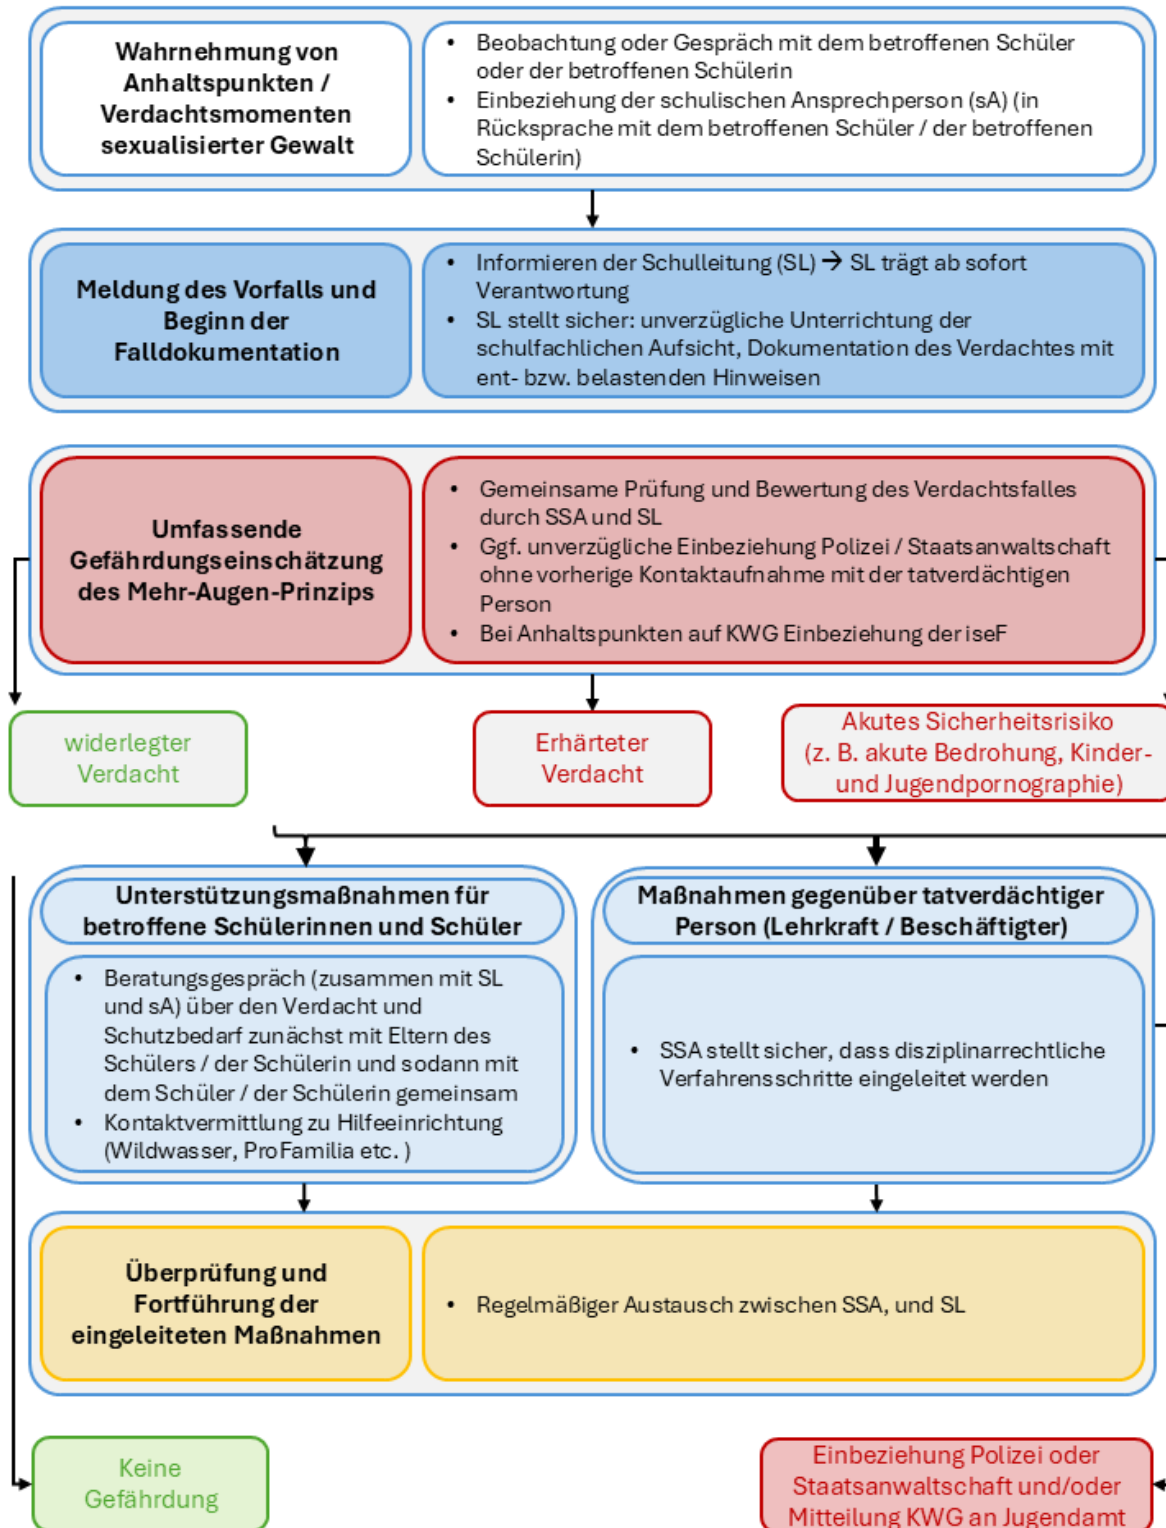 Wahrnehmung von
Anhaltspunkten /
Verdachtsmomenten
sexualisierter Gewalt
• Beobachtung oder Gespräch mit dem betroffenen Schüler
oder der betroffenen Schülerin
• Einbeziehung der schulischen Ansprechperson (sA) (in
Rücksprache mit dem betroffenen Schüler / der betroffenen
Schülerin)
Meldung des Vorfalls und
Beginn der
Falldokumentation
• Informieren der Schulleitung (SL) → SL trägt ab sofort
Verantwortung
• SL stellt sicher: unverzügliche Unterrichtung der
schulfachlichen Aufsicht, Dokumentation des Verdachtes mit
ent- bzw. belastenden Hinweisen
Umfassende
Gefährdungseinschätzung
des Mehr-Augen-Prinzips
• Gemeinsame Prüfung und Bewertung des Verdachtsfalles
durch SSA und SL
• Ggf. unverzügliche Einbeziehung Polizei / Staatsanwaltschaft
ohne vorherige Kontaktaufnahme mit der tatverdächtigen
Person
• Bei Anhaltspunkten auf KWG Einbeziehung der iseF
widerlegter
Verdacht
Erhärteter
Verdacht
Akutes Sicherheitsrisiko
(z. B. akute Bedrohung, Kinder-
und Jugendpornographie)
Unterstützungsmaßnahmen für
betroffene Schülerinnen und Schüler
• Beratungsgespräch (zusammen mit SL
und sA) über den Verdacht und
Schutzbedarf zunächst mit Eltern des
Schülers / der Schülerin und sodann mit
dem Schüler / der Schülerin gemeinsam
• Kontaktvermittlung zu Hilfeeinrichtung
(Wildwasser, ProFamilia etc. )
Maßnahmen gegenüber tatverdächtiger
Person (Lehrkraft / Beschäftigter)
• SSA stellt sicher, dass disziplinarrechtliche
Verfahrensschritte eingeleitet werden
Überprüfung und
Fortführung der
eingeleiteten Maßnahmen
• Regelmäßiger Austausch zwischen SSA, und SL
Keine
Gefährdung
Einbeziehung Polizei oder
Staatsanwaltschaft und/oder
Mitteilung KWG an Jugendamt